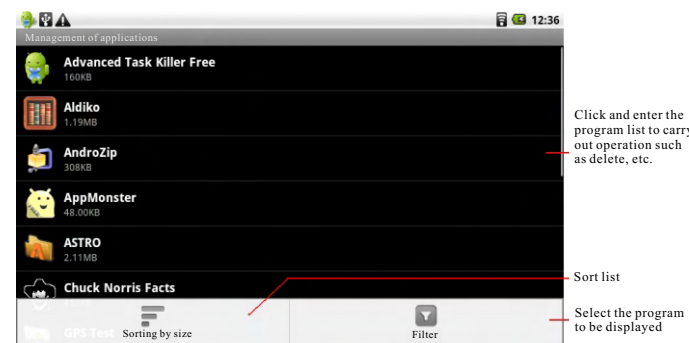 12:36
Management of applications
Advanced Task Killer Free
160KB
Aldiko
1.19MB
AndroZip
308KB
AppMonster
48.00KB
ASTRO
2.11MB
Chuck Norris Facts
GPS Test
Sorting by size
Filter
Click and enter the
program list to carry
out operation such
as delete, etc.
Sort list
Select the program
to be displayed